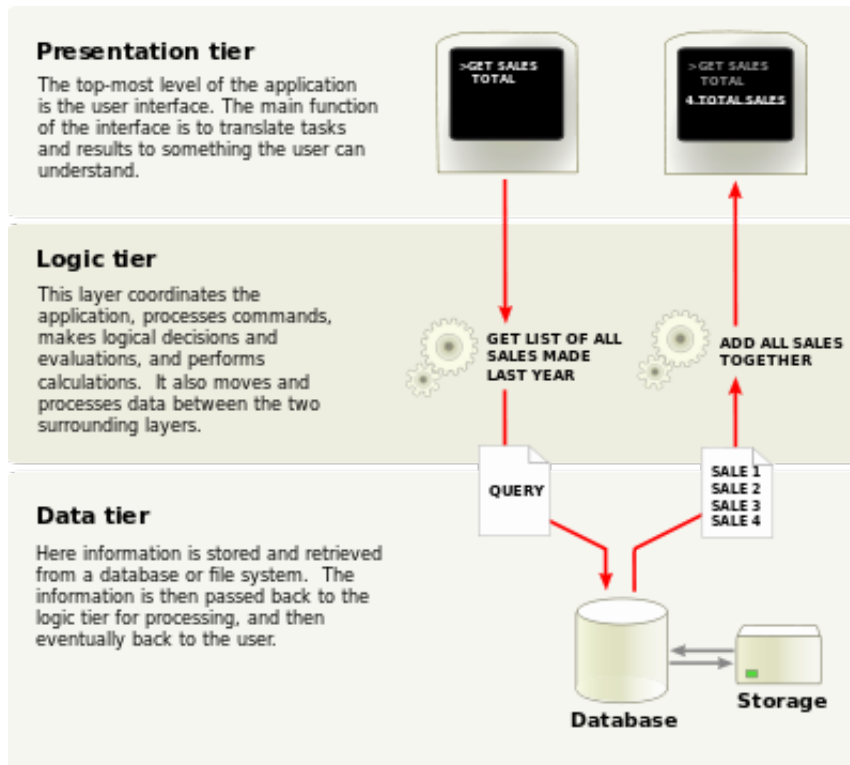 Presentation tier
The top-most level of the application
is the user interface. The main function
of the interface is to translate tasks
and results to something the user can
understand.
>GET SALES
TOTAL
>GET SALES
TOTAL
4 TOTAL SALES
Logic tier
This layer coordinates the
application, processes commands,
makes logical decisions and
evaluations, and performs
calculations.  It also moves and
processes data between the two
surrounding layers.
GET LIST OF ALL
SALES MADE
LAST YEAR
ADD ALL SALES
TOGETHER
Data tier
Here information is stored and retrieved
from a database or file system.  The
information is then passed back to the
logic tier for processing, and then
eventually back to the user.
QUERY
SALE 1
SALE 2
SALE 3
SALE 4
Database
Storage